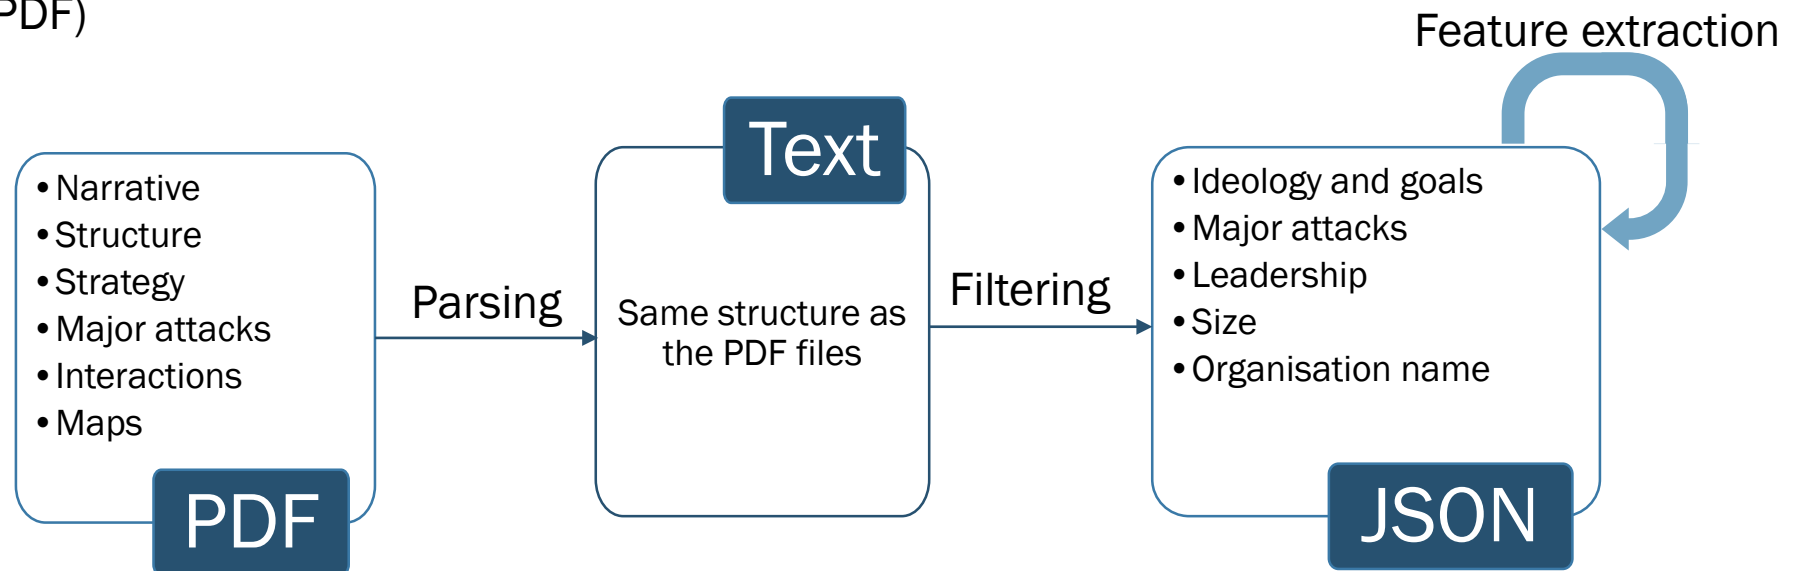 PDF)
Feature extraction
Text
• Narrative
• Structure
• Strategy
• Major attacks
• Interactions
• Maps
PDF
Parsing
Same structure as
the PDF files
Filtering
• Ideology and goals
• Major attacks
• Leadership
• Size
• Organisation name
JSON